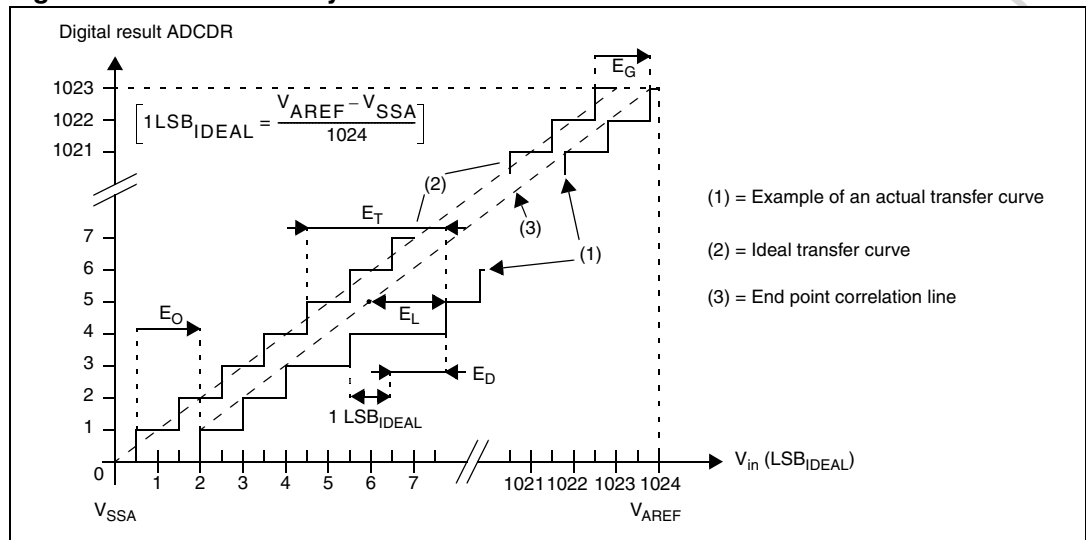 Digital result ADCDR
E_G
1023
1022
1021
[1LSB_IDEAL = (V_AREF − V_SSA) / 1024]
(2)
E_T
(3)
(1)
7
6
5
4
3
2
1
0
E_O
E_L
E_D
1 LSB_IDEAL
(1) = Example of an actual transfer curve
(2) = Ideal transfer curve
(3) = End point correlation line
1 2 3 4 5 6 7 1021 1022 1023 1024
V_in (LSB_IDEAL)
V_SSA
V_AREF